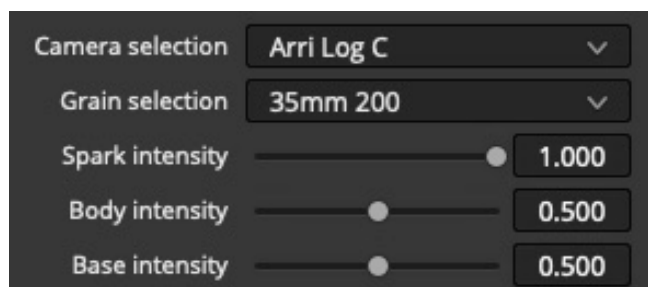 Camera selection Arri Log C
Grain selection 35mm 200
Spark intensity 1.000
Body intensity 0.500
Base intensity 0.500